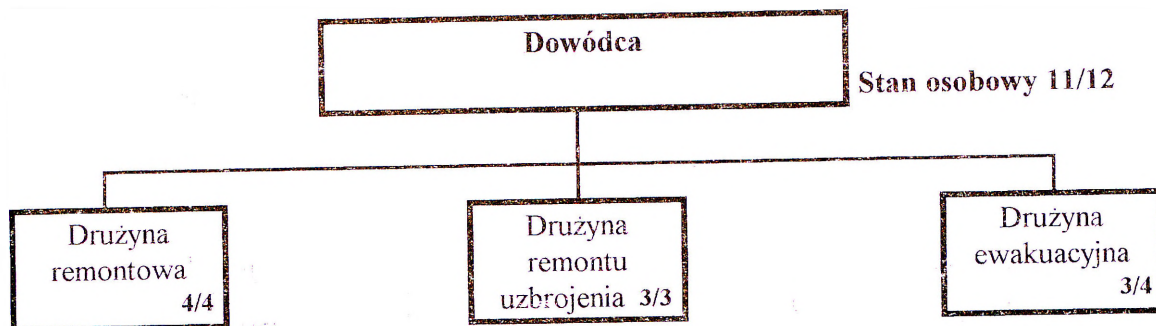 Dowódca
Stan osobowy 11/12
Drużyna
remontowa
4/4
Drużyna
remontu
uzbrojenia 3/3
Drużyna
ewakuacyjna
3/4